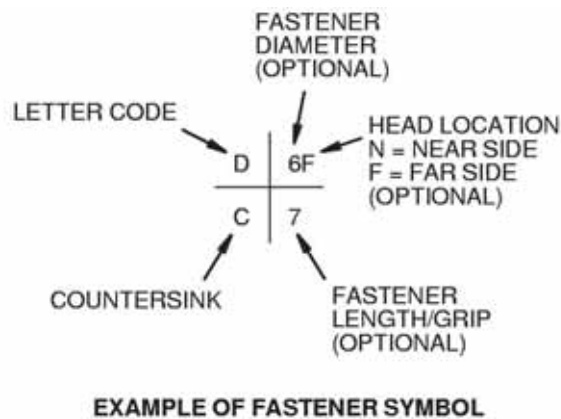 FASTENER
DIAMETER
(OPTIONAL)
LETTER CODE
HEAD LOCATION
N = NEAR SIDE
F = FAR SIDE
(OPTIONAL)
D 6F
C 7
COUNTERSINK
FASTENER
LENGTH/GRIP
(OPTIONAL)
EXAMPLE OF FASTENER SYMBOL